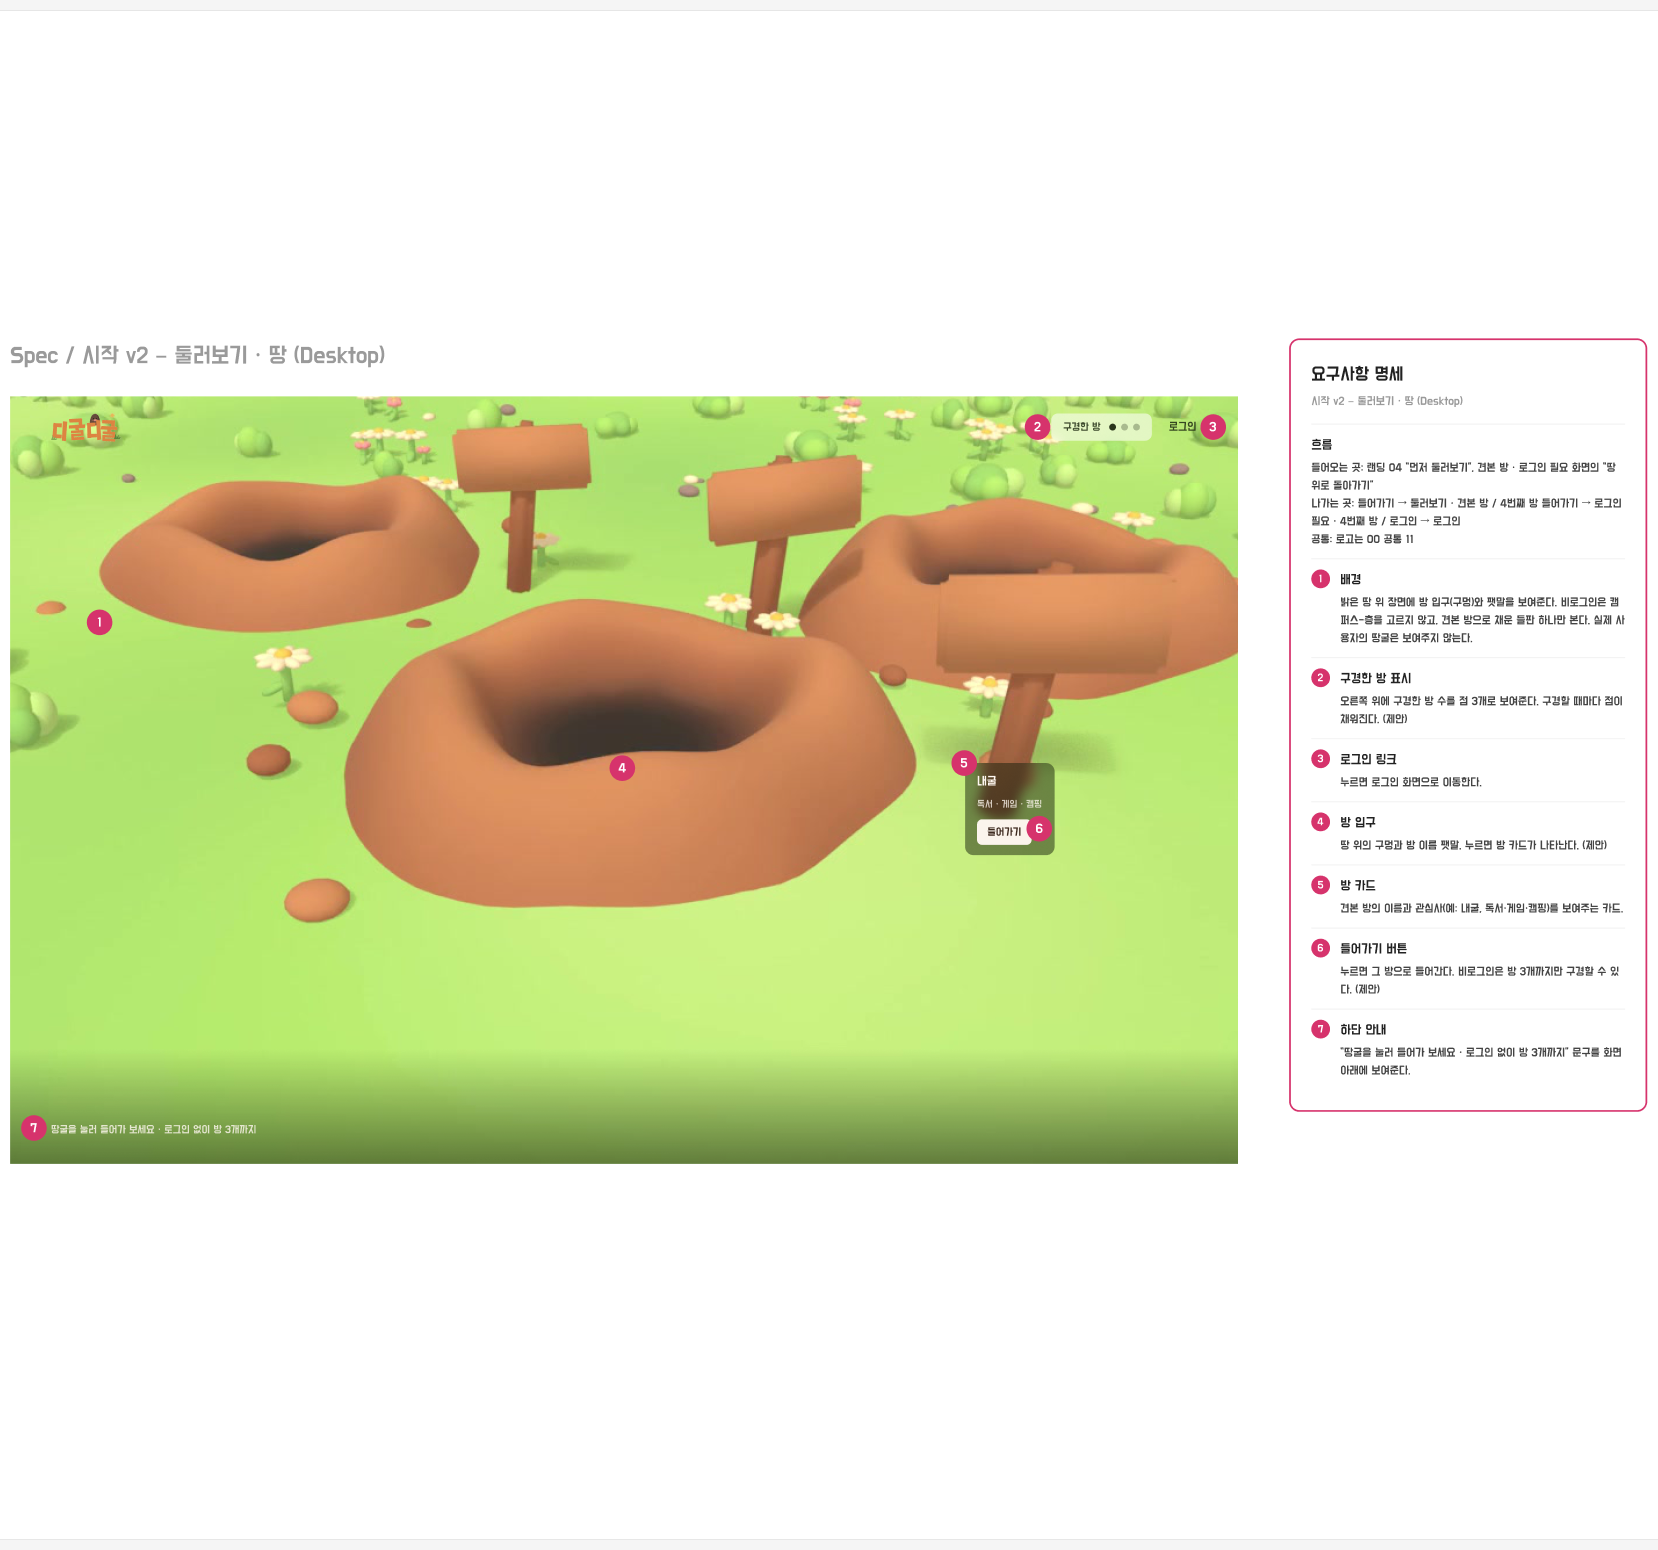 Spec / 시작 v2 – 둘러보기 · 땅 (Desktop)
디굴디굴
2
구경한 방
로그인
3
1
4
5
내굴
독서 · 게임 · 캠핑
들어가기
6
7
땅굴을 눌러 들어가 보세요 · 로그인 없이 방 3개까지
요구사항 명세
시작 v2 – 둘러보기 · 땅 (Desktop)
흐름
들어오는 곳: 랜딩 04 "먼저 둘러보기", 견본 방 · 로그인 필요 화면의 "땅
위로 돌아가기"
나가는 곳: 들어가기 → 둘러보기 · 견본 방 / 4번째 방 들어가기 → 로그인
필요 · 4번째 방 / 로그인 → 로그인
공통: 로고는 00 공통 11
1
배경
밝은 땅 위 장면에 방 입구(구멍)와 팻말을 보여준다. 비로그인은 캠
퍼스-층을 고르지 않고, 견본 방으로 채운 들판 하나만 본다. 실제 사
용자의 땅굴은 보여주지 않는다.
2
구경한 방 표시
오른쪽 위에 구경한 방 수를 점 3개로 보여준다. 구경할 때마다 점이
채워진다. (제안)
3
로그인 링크
누르면 로그인 화면으로 이동한다.
4
방 입구
땅 위의 구멍과 방 이름 팻말. 누르면 방 카드가 나타난다. (제안)
5
방 카드
견본 방의 이름과 관심사(예: 내굴, 독서·게임·캠핑)를 보여주는 카드.
6
들어가기 버튼
누르면 그 방으로 들어간다. 비로그인은 방 3개까지만 구경할 수 있
다. (제안)
7
하단 안내
"땅굴을 눌러 들어가 보세요 · 로그인 없이 방 3개까지" 문구를 화면
아래에 보여준다.